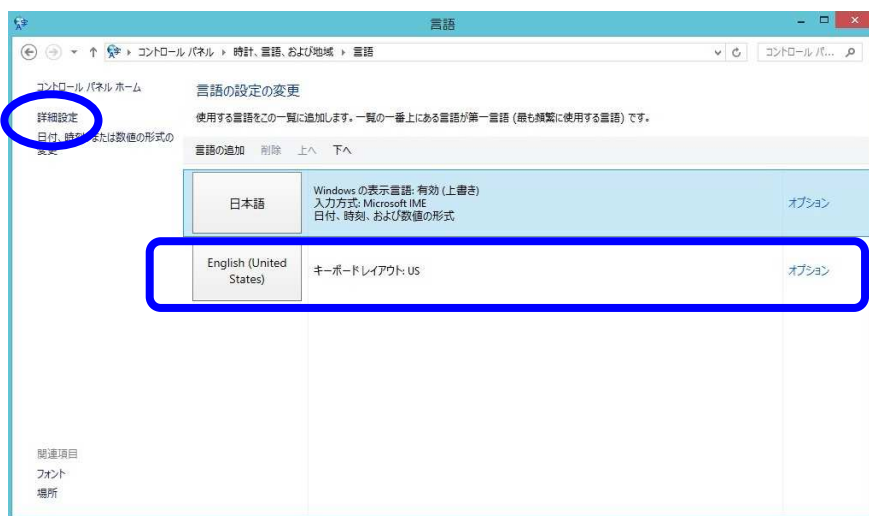 言語
コントロール パネル 時計、言語、および地域 言語
コントロール パ...
コントロール パネル ホーム
詳細設定
日付、時刻、または数値の形式の
変更
言語の設定の変更
使用する言語をこの一覧に追加します。一覧の一番上にある言語が第一言語 (最も頻繁に使用する言語) です。
言語の追加 削除 上へ 下へ
日本語
Windows の表示言語: 有効 (上書き)
入力方式: Microsoft IME
日付、時刻、および数値の形式
オプション
English (United
States)
キーボード レイアウト: US
オプション
関連項目
フォント
場所